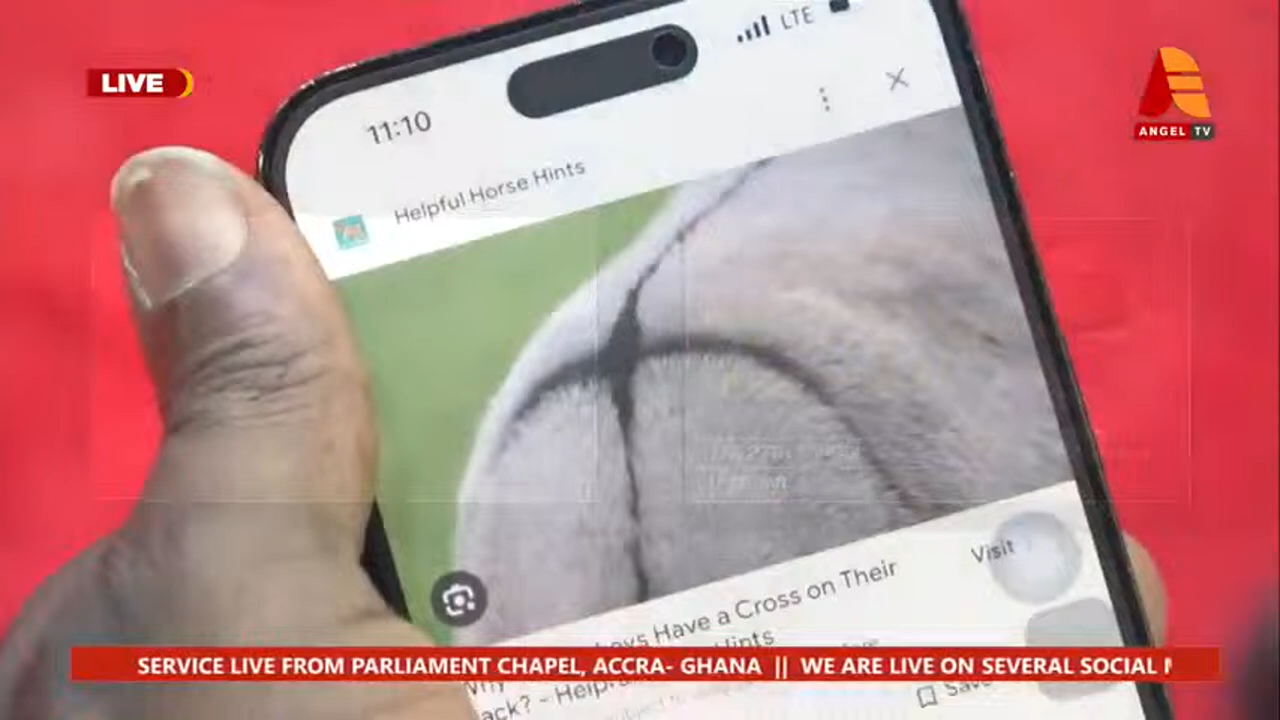 LIVE
ANGEL TV
LTE
11:10
Helpful Horse Hints
Visit
Have a Cross on Their
Hints
SERVICE LIVE FROM PARLIAMENT CHAPEL, ACCRA- GHANA || WE ARE LIVE ON SEVERAL SOCIAL